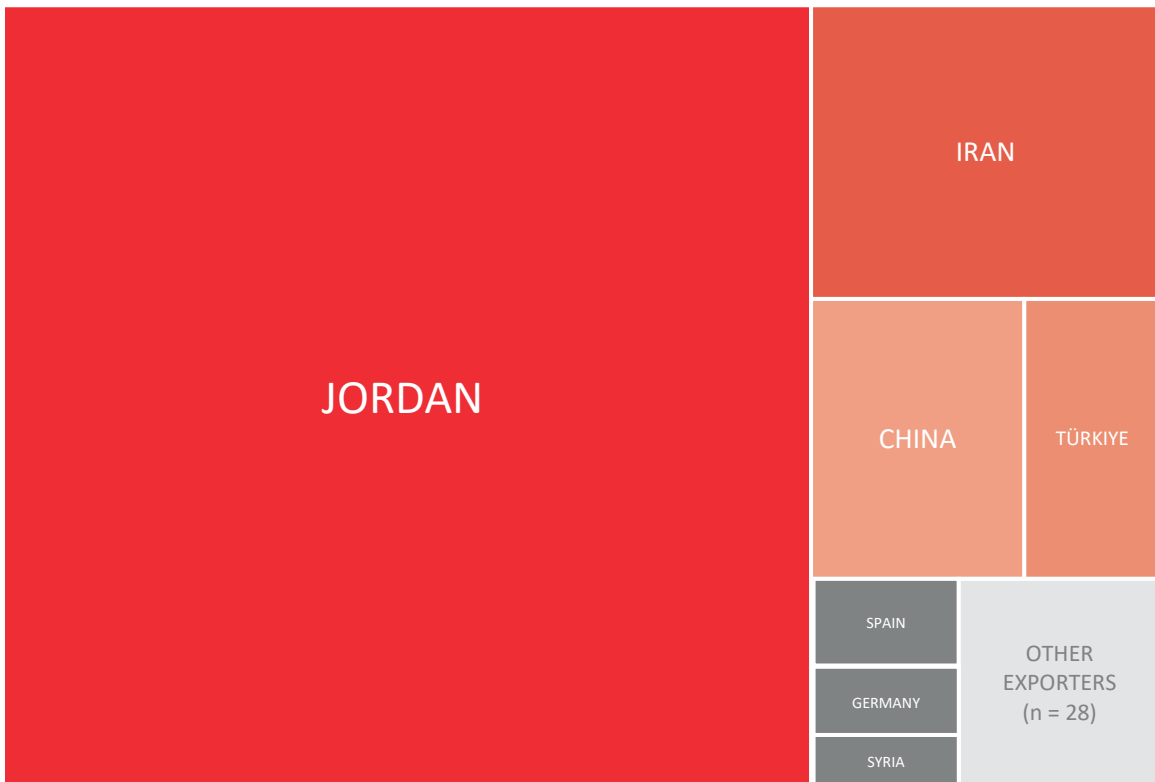 JORDAN
IRAN
CHINA
TÜRKIYE
SPAIN
GERMANY
SYRIA
OTHER
EXPORTERS
(n = 28)